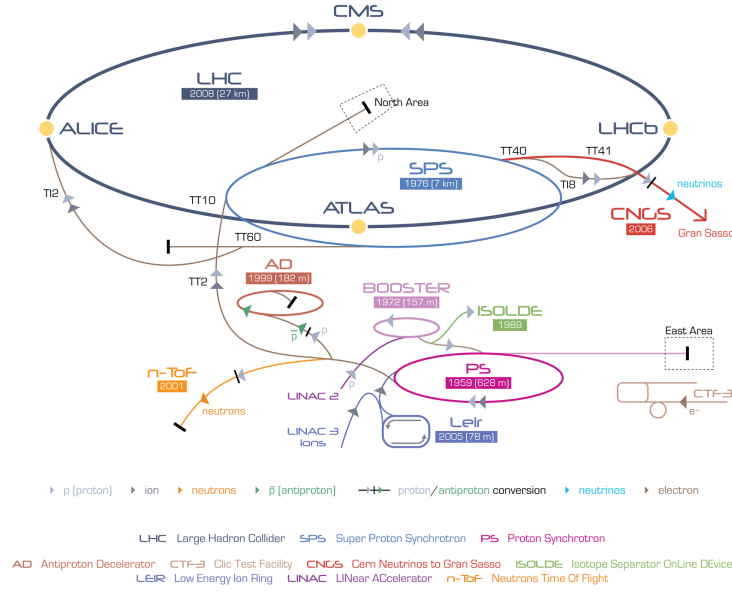 CMS
LHC
2008 (27 km)
North Area
ALICE
LHCb
TT40
TT41
p
SPS
1976 (7 km)
TI8
neutrinos
TI2
TT10
ATLAS
CNGS
2006
Gran Sasso
TT60
AD
1999 (182 m)
TT2
BOOSTER
1972 (157 m)
ISOLDE
1989
p
p̅
East Area
n-ToF
2001
PS
1959 (628 m)
p
neutrons
LINAC 2
CTF-3
e-
LINAC 3
Ions
Leir
2005 (78 m)
p (proton)
ion
neutrons
p̅ (antiproton)
proton/antiproton conversion
neutrinos
electron
LHC Large Hadron Collider SPS Super Proton Synchrotron PS Proton Synchrotron
AD Antiproton Decelerator CTF-3 Clic Test Facility CNGS Cern Neutrinos to Gran Sasso ISOLDE Isotope Separator OnLine DEvice
LEIR Low Energy Ion Ring LINAC LINear ACcelerator n-ToF Neutrons Time Of Flight